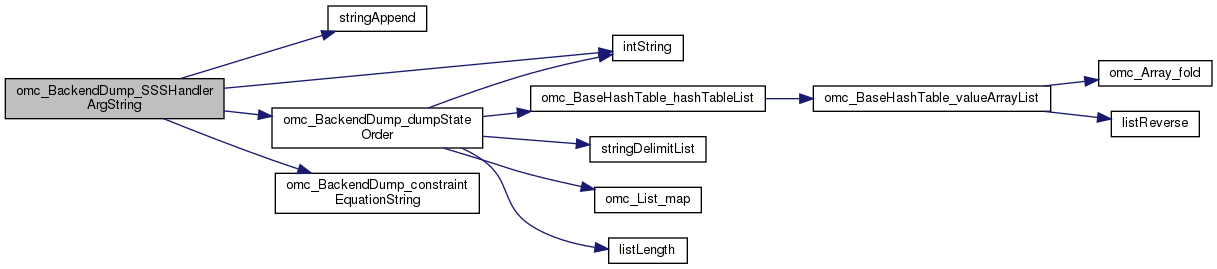 stringAppend
intString
omc_BackendDump_SSSHandler
ArgString
omc_BackendDump_dumpState
Order
omc_BackendDump_constraint
EquationString
omc_BaseHashTable_hashTableList
stringDelimitList
omc_List_map
listLength
omc_BaseHashTable_valueArrayList
omc_Array_fold
listReverse